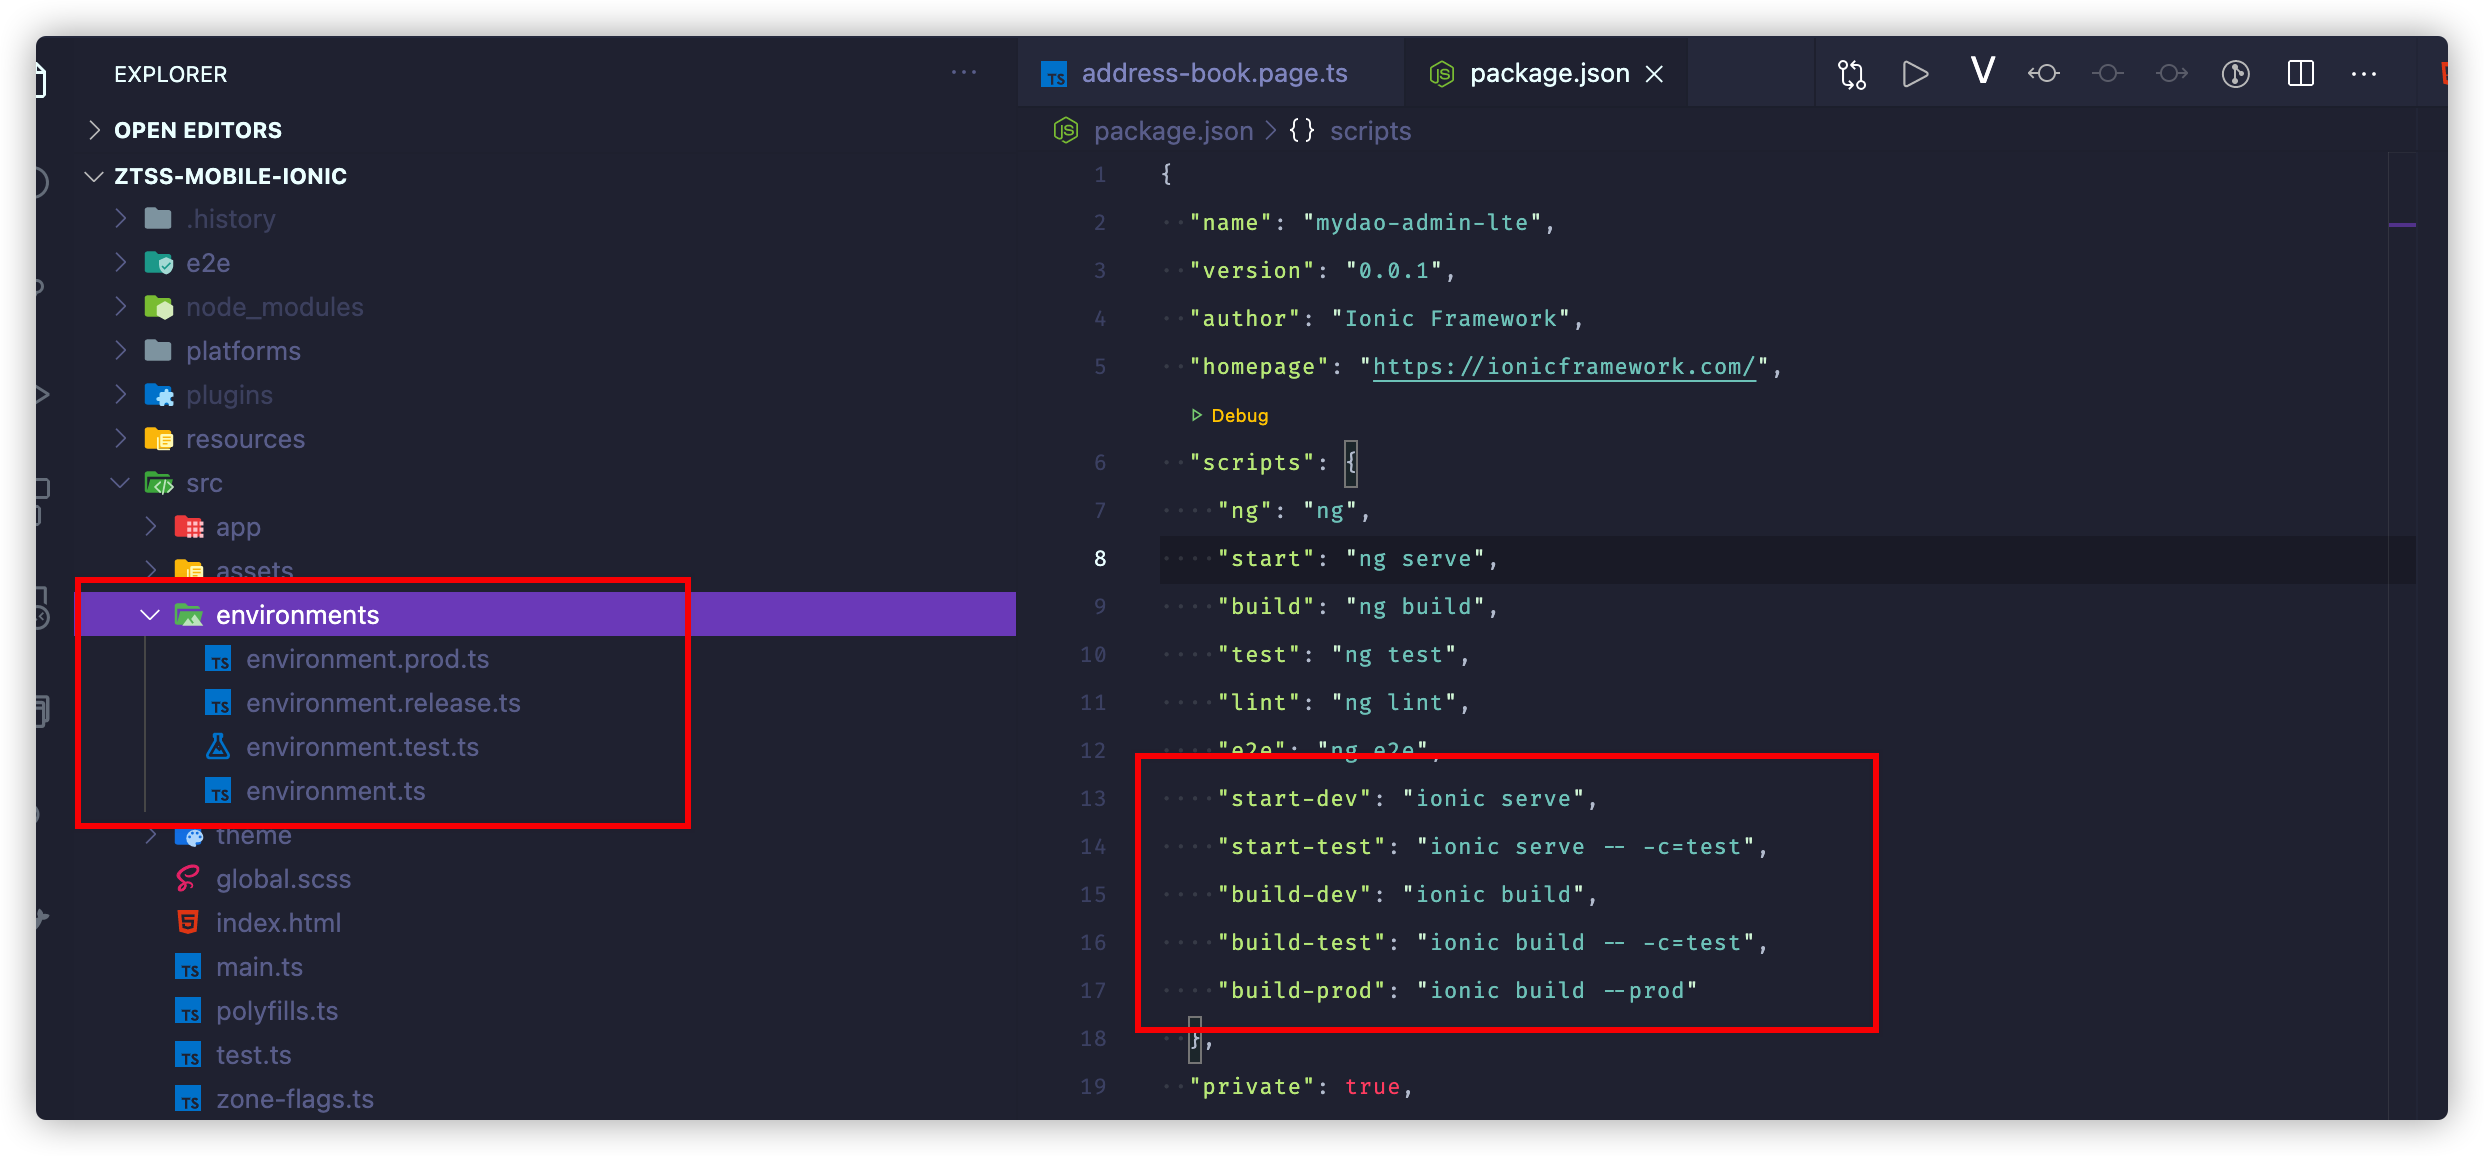 EXPLORER
OPEN EDITORS
ZTSS-MOBILE-IONIC
.history
e2e
node_modules
platforms
plugins
resources
src
app
assets
environments
environment.prod.ts
environment.release.ts
environment.test.ts
environment.ts
theme
global.scss
index.html
main.ts
polyfills.ts
test.ts
zone-flags.ts
address-book.page.ts
package.json
package.json > {} scripts
1 {
2 "name": "mydao-admin-lte",
3 "version": "0.0.1",
4 "author": "Ionic Framework",
5 "homepage": "https://ionicframework.com/",
Debug
6 "scripts": {
7 "ng": "ng",
8 "start": "ng serve",
9 "build": "ng build",
10 "test": "ng test",
11 "lint": "ng lint",
12 "e2e": "ng e2e",
13 "start-dev": "ionic serve",
14 "start-test": "ionic serve -- -c=test",
15 "build-dev": "ionic build",
16 "build-test": "ionic build -- -c=test",
17 "build-prod": "ionic build --prod"
18 },
19 "private": true,